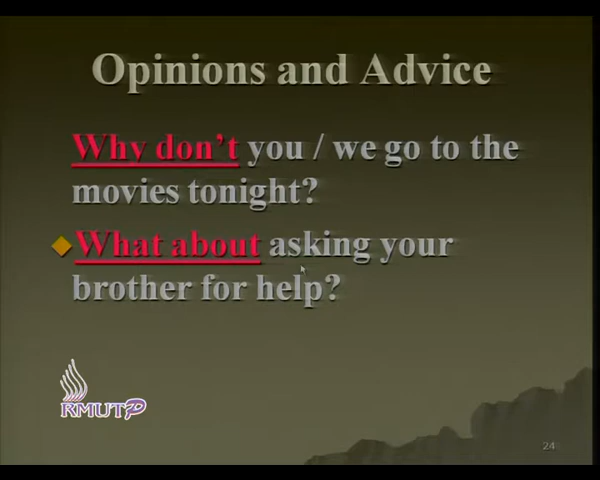 Opinions and Advice
Why don't you / we go to the
movies tonight?
What about asking your
brother for help?
RMUTP
24